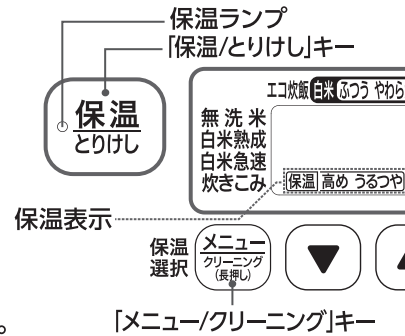 保温ランプ
「保温/とりけし」キー
保温
とりけし
エコ炊飯 白米 ふつう やわら
無洗米
白米熟成
白米急速
炊きこみ
保温 高め うるつや
保温表示
保温
選択
メニュー
クリーニング
(長押し)
▼
「メニュー/クリーニング」キー
。